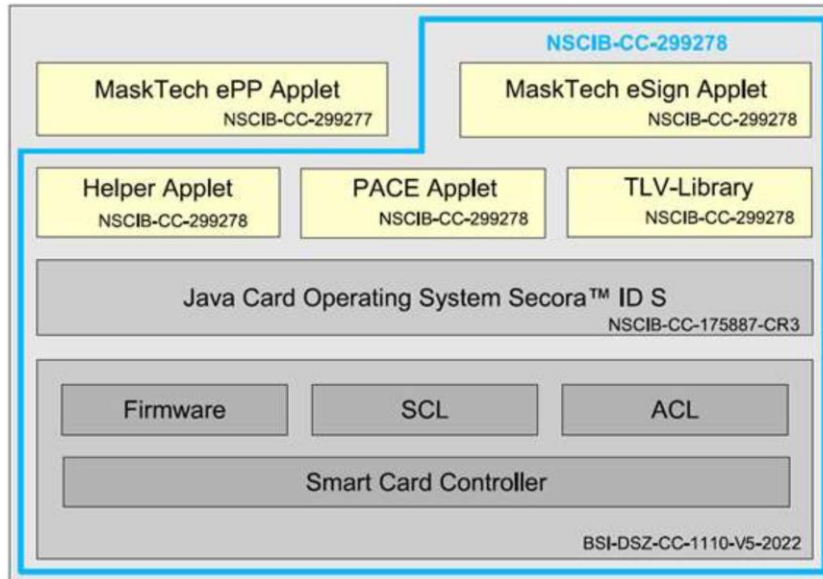 NSCIB-CC-299278
MaskTech ePP Applet
NSCIB-CC-299277
MaskTech eSign Applet
NSCIB-CC-299278
Helper Applet
NSCIB-CC-299278
PACE Applet
NSCIB-CC-299278
TLV-Library
NSCIB-CC-299278
Java Card Operating System Secora™ ID S
NSCIB-CC-175887-CR3
Firmware
SCL
ACL
Smart Card Controller
BSI-DSZ-CC-1110-V5-2022